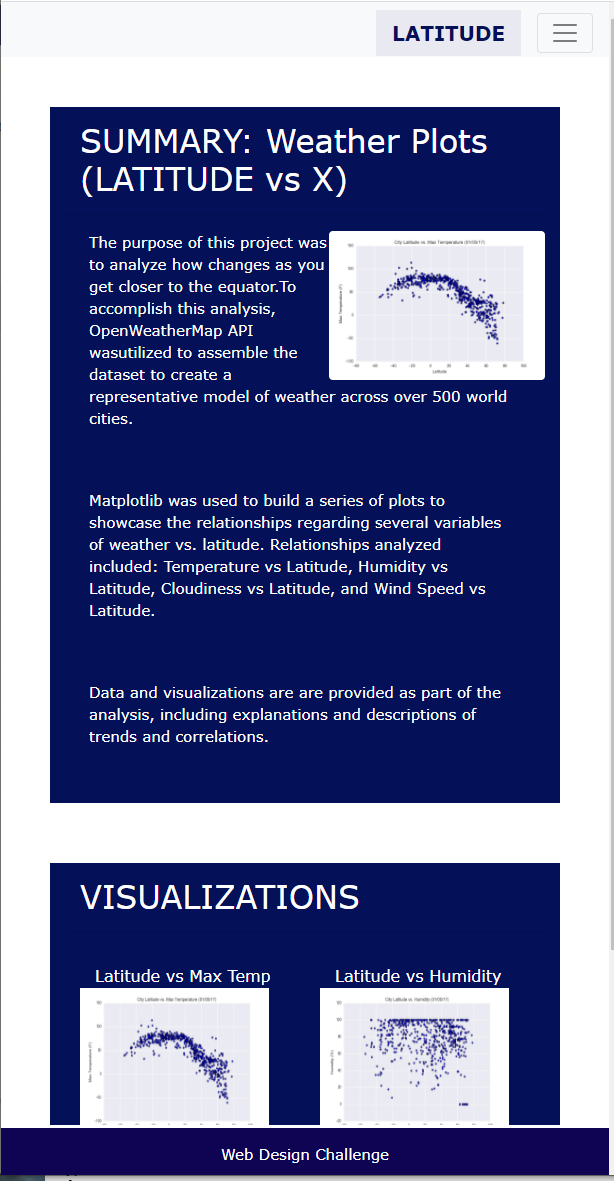 LATITUDE
SUMMARY: Weather Plots
(LATITUDE vs X)
The purpose of this project was
to analyze how changes as you
get closer to the equator.To
accomplish this analysis,
OpenWeatherMap API
wasutilized to assemble the
dataset to create a
representative model of weather across over 500 world
cities.
City Latitude vs. Max Temperature (01/05/17)
Max Temperature (F)
Latitude
Matplotlib was used to build a series of plots to
showcase the relationships regarding several variables
of weather vs. latitude. Relationships analyzed
included: Temperature vs Latitude, Humidity vs
Latitude, Cloudiness vs Latitude, and Wind Speed vs
Latitude.
Data and visualizations are are provided as part of the
analysis, including explanations and descriptions of
trends and correlations.
VISUALIZATIONS
Latitude vs Max Temp
Latitude vs Humidity
Web Design Challenge